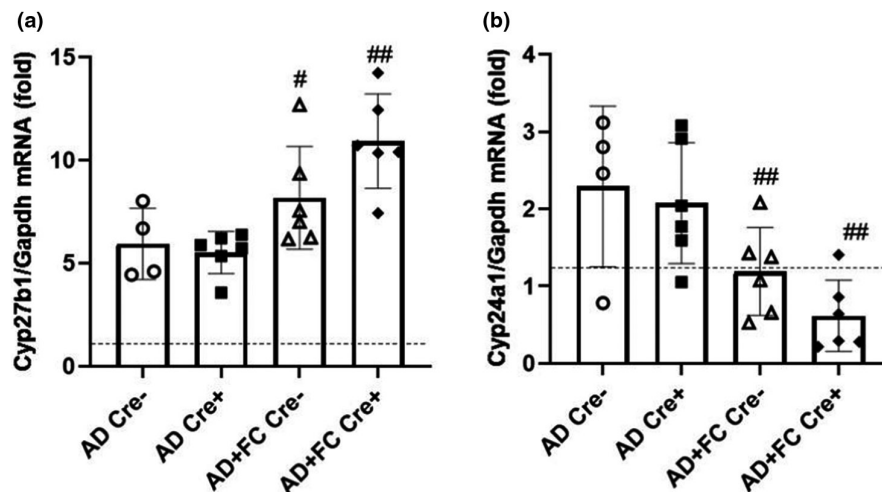 (a)
Cyp27b1/Gapdh mRNA (fold)
15
10
5
0
#
##
AD Cre-
AD Cre+
AD+FC Cre-
AD+FC Cre+
(b)
Cyp24a1/Gapdh mRNA (fold)
4
3
2
1
0
##
##
AD Cre-
AD Cre+
AD+FC Cre-
AD+FC Cre+